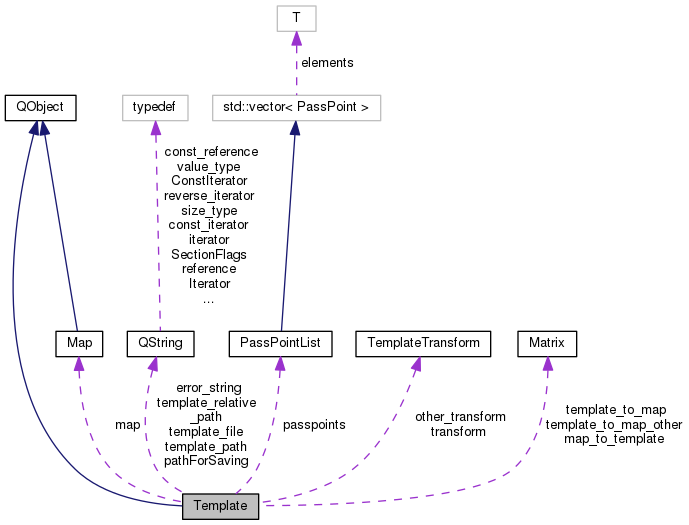 T
elements
QObject
typedef
std::vector< PassPoint >
const_reference
value_type
ConstIterator
reverse_iterator
size_type
const_iterator
iterator
SectionFlags
reference
Iterator
...
Map
QString
PassPointList
TemplateTransform
Matrix
map
error_string
template_relative
_path
template_file
template_path
pathForSaving
passpoints
other_transform
transform
template_to_map
template_to_map_other
map_to_template
Template